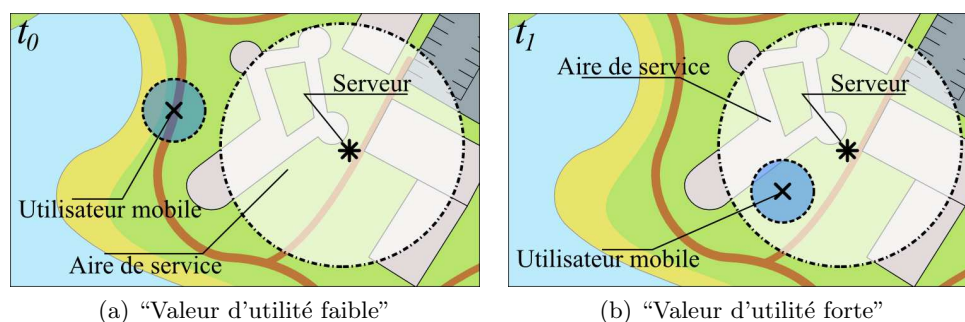 t0
Serveur
Utilisateur mobile
Aire de service
(a) “Valeur d’utilité faible”
t1
Aire de service
Serveur
Utilisateur mobile
(b) “Valeur d’utilité forte”